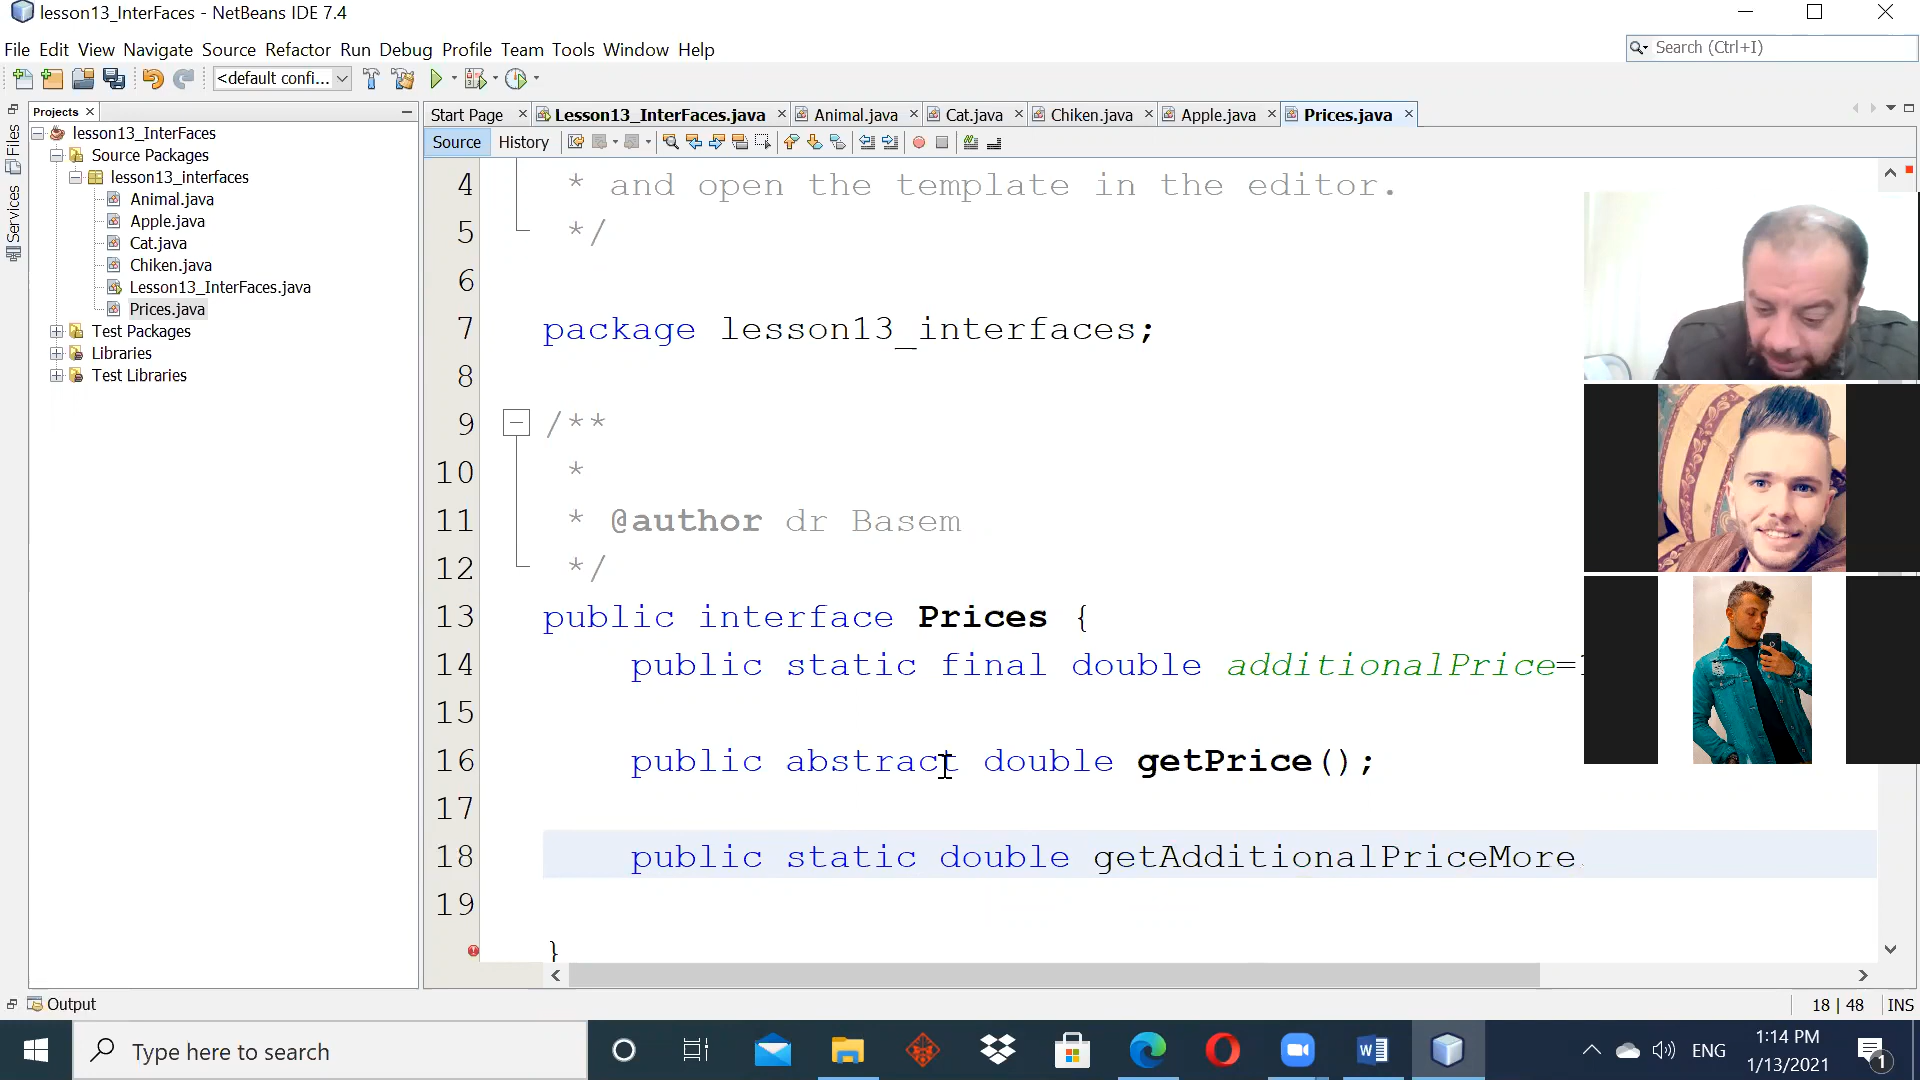 lesson13_InterFaces - NetBeans IDE 7.4
File Edit View Navigate Source Refactor Run Debug Profile Team Tools Window Help
Search (Ctrl+I)
<default confi...
Projects
Start Page
Lesson13_InterFaces.java
Animal.java
Cat.java
Chiken.java
Apple.java
Prices.java
Files
Services
lesson13_InterFaces
Source Packages
lesson13_interfaces
Animal.java
Apple.java
Cat.java
Chiken.java
Lesson13_InterFaces.java
Prices.java
Test Packages
Libraries
Test Libraries
Source History
4 * and open the template in the editor.
5 */
6
7 package lesson13_interfaces;
8
9 /**
10 *
11 * @author dr Basem
12 */
13 public interface Prices {
14 public static final double additionalPrice=
15
16 public abstract double getPrice();
17
18 public static double getAdditionalPriceMore
19
}
Output
18 | 48 INS
Type here to search
ENG
1:14 PM
1/13/2021
1